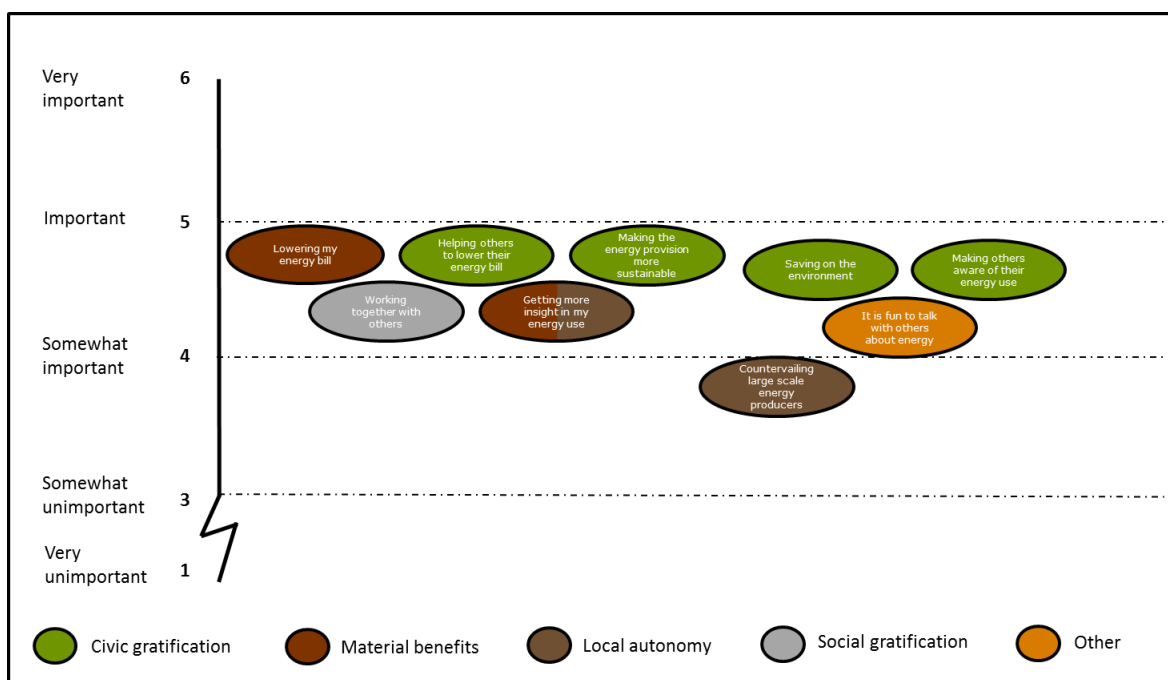 Very
important
6
Important
5
Lowering my
energy bill
Helping others
to lower their
energy bill
Making the
energy provision
more
sustainable
Saving on the
environment
Making others
aware of their
energy use
Working
together with
others
Getting more
insight in my
energy use
It is fun to talk
with others
about energy
Somewhat
important
4
Countervailing
large scale
energy
producers
Somewhat
unimportant
3
Very
unimportant
1
Civic gratification
Material benefits
Local autonomy
Social gratification
Other